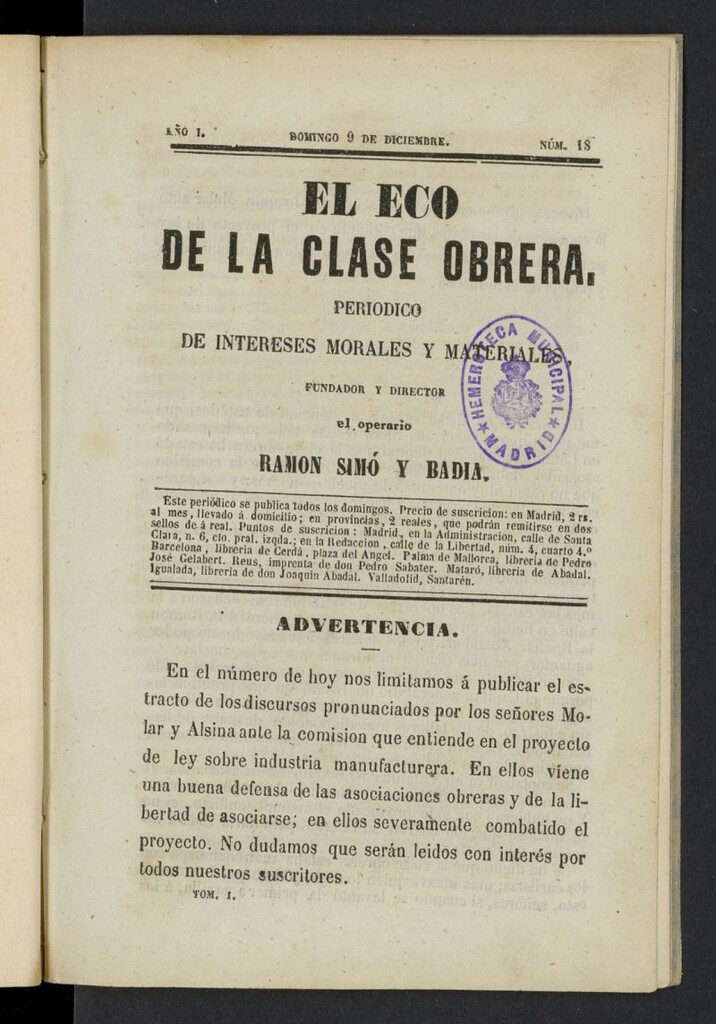 AÑO I.
DOMINGO 9 DE DICIEMBRE.
NÚM. 18
EL ECO
DE LA CLASE OBRERA.
PERIODICO
DE INTERESES MORALES Y MATERIALES.
FUNDADOR Y DIRECTOR
el operario
RAMON SIMÓ Y BADIA.
HEMEROTECA MUNICIPAL
★ MADRID ★
Este periódico se publica todos los domingos. Precio de suscricion: en Madrid, 2 rs.
al mes, llevado á domicilio; en provincias, 2 reales, que podrán remitirse en dos
sellos de á real. Puntos de suscricion: Madrid, en la Administracion, calle de Santa
Clara, n. 6, cto. pral. izqda.; en la Redaccion, calle de la Libertad, núm. 4, cuarto 4.º
Barcelona, libreria de Cerdá, plaza del Angel. Palma de Mallorca, libreria de Pedro
José Gelabert. Reus, imprenta de don Pedro Sabater. Mataró, libreria de Abadal.
Igualada, libreria de don Joaquin Abadal. Valladolid, Santarén.
ADVERTENCIA.
En el número de hoy nos limitamos á publicar el es-
tracto de los discursos pronunciados por los señores Mo-
lar y Alsina ante la comision que entiende en el proyecto
de ley sobre industria manufacturera. En ellos viene
una buena defensa de las asociaciones obreras y de la li-
bertad de asociarse; en ellos severamente combatido el
proyecto. No dudamos que serán leidos con interés por
todos nuestros suscritores.
TOM. I.